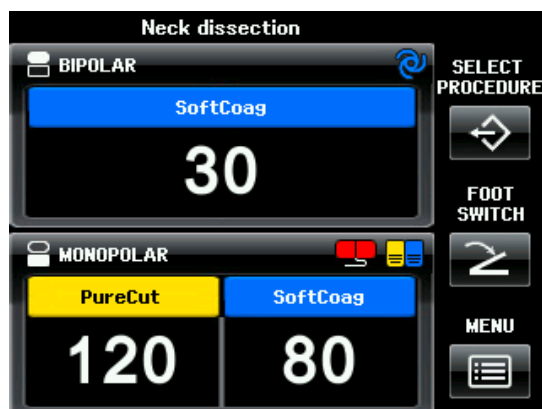 Neck dissection
BIPOLAR
SoftCoag
30
MONOPOLAR
PureCut
SoftCoag
120
80
SELECT
PROCEDURE
FOOT
SWITCH
MENU